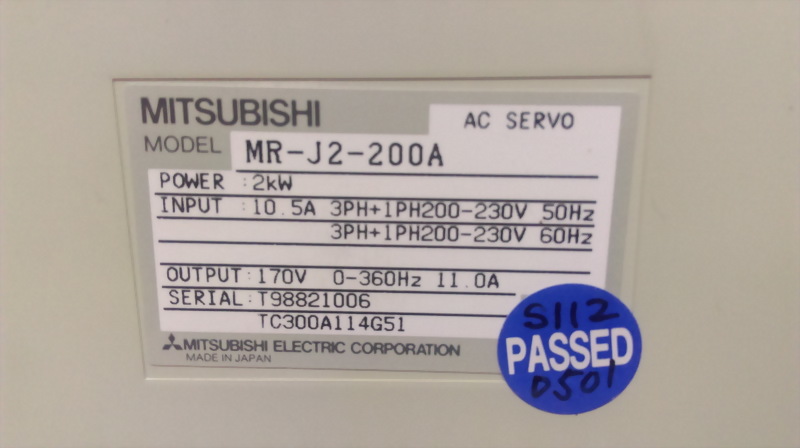 MITSUBISHI
AC SERVO
MODEL MR-J2-200A
POWER : 2kW
INPUT : 10.5A 3PH+1PH200-230V 50Hz
3PH+1PH200-230V 60Hz
OUTPUT : 170V 0-360Hz 11.0A
SERIAL : T98821006
TC300A114G51
MITSUBISHI ELECTRIC CORPORATION
MADE IN JAPAN
S112
PASSED
0501